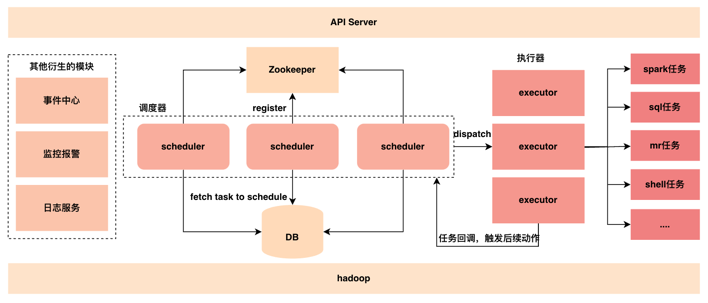 API Server
其他衍生的模块
事件中心
监控报警
日志服务
Zookeeper
调度器
register
scheduler
scheduler
scheduler
fetch task to schedule
DB
dispatch
执行器
executor
executor
executor
任务回调，触发后续动作
spark任务
sql任务
mr任务
shell任务
....
hadoop